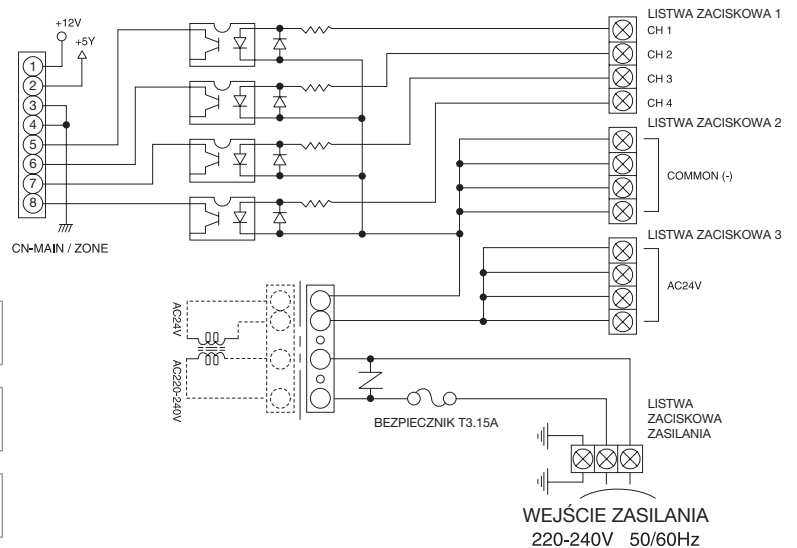 LISTWA ZACISKOWA 1
+12V
+5Y
CH 1
CH 2
CH 3
CH 4
1
2
3
4
5
6
7
8
CN-MAIN / ZONE
LISTWA ZACISKOWA 2
COMMON (-)
LISTWA ZACISKOWA 3
AC24V
AC24V
AC220-240V
BEZPIECZNIK T3.15A
LISTWA
ZACISKOWA
ZASILANIA
WEJŚCIE ZASILANIA
220-240V 50/60Hz